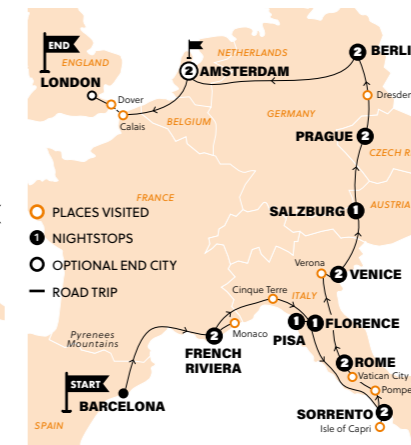 END
ENGLAND
LONDON
Dover
Calais
NETHERLANDS
2 AMSTERDAM
BELGIUM
2
BERLI
Dresden
GERMANY
PRAGUE 2
CZECH R
FRANCE
PLACES VISITED
1 NIGHTSTOPS
OPTIONAL END CITY
ROAD TRIP
SALZBURG 1
AUSTRIA
Verona
2 VENICE
Cinque Terre
ITALY
1 1 FLORENCE
PISA
2
Monaco
FRENCH
RIVIERA
Pyrenees
Mountains
2 ROME
Vatican City
Pompe
START
BARCELONA
SORRENTO 2
Isle of Capri
SPAIN